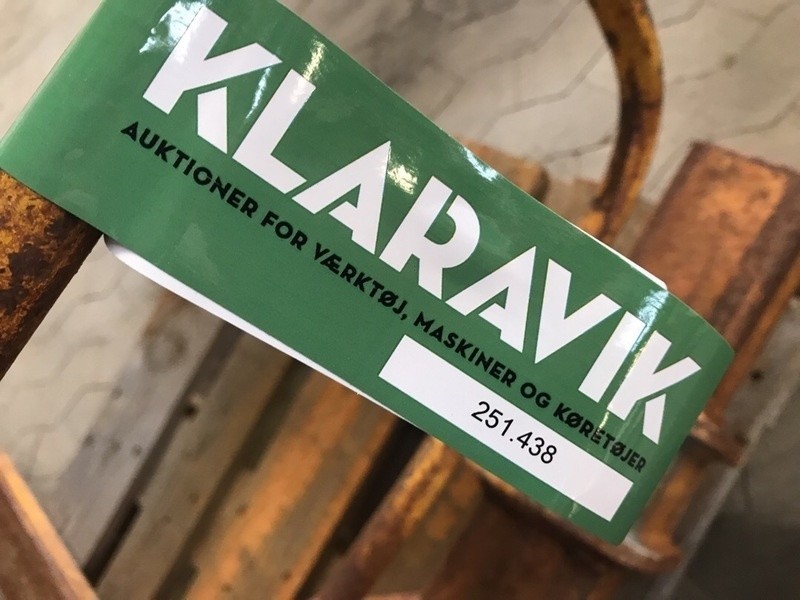 KLARAVIK
AUKTIONER FOR VÆRKTØJ, MASKINER OG KØRETØJER
251.438